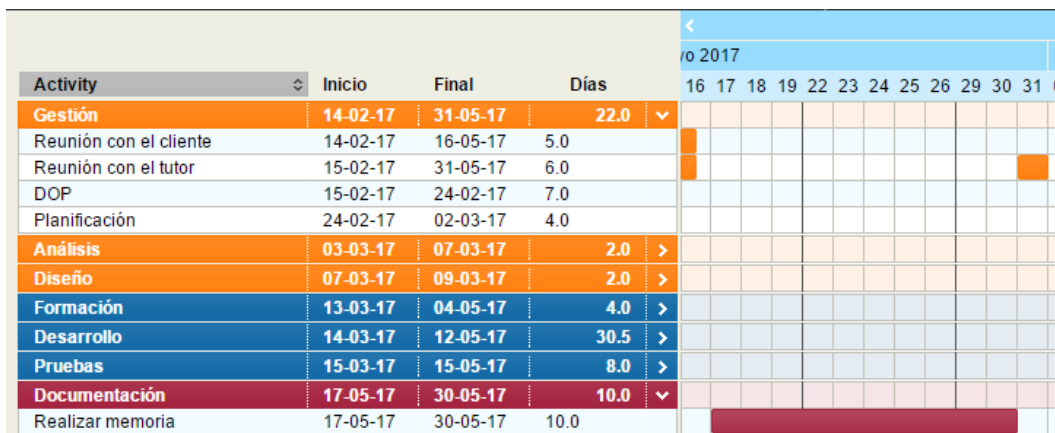 yo 2017
Activity Inicio Final Días 16 17 18 19 22 23 24 25 26 29 30 31
Gestión 14-02-17 31-05-17 22.0
Reunión con el cliente 14-02-17 16-05-17 5.0
Reunión con el tutor 15-02-17 31-05-17 6.0
DOP 15-02-17 24-02-17 7.0
Planificación 24-02-17 02-03-17 4.0
Análisis 03-03-17 07-03-17 2.0
Diseño 07-03-17 09-03-17 2.0
Formación 13-03-17 04-05-17 4.0
Desarrollo 14-03-17 12-05-17 30.5
Pruebas 15-03-17 15-05-17 8.0
Documentación 17-05-17 30-05-17 10.0
Realizar memoria 17-05-17 30-05-17 10.0